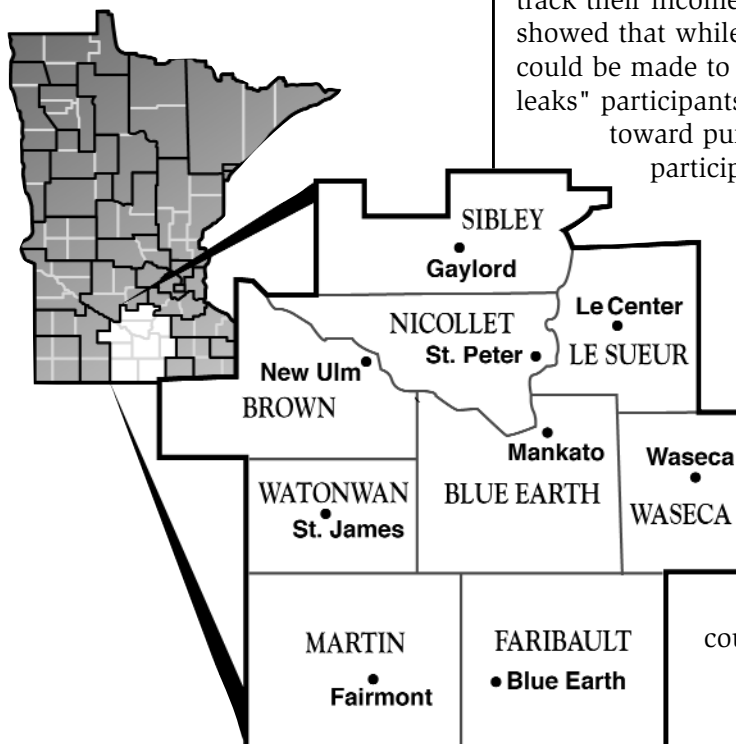 track their income
showed that while
could be made to
leaks" participants
toward pu
particip
SIBLEY
Gaylord
NICOLLET
Le Center
St. Peter
LE SUEUR
New Ulm
BROWN
Mankato
Waseca
WATONWAN
BLUE EARTH
WASECA
St. James
MARTIN
FARIBAULT
cou
Fairmont
Blue Earth